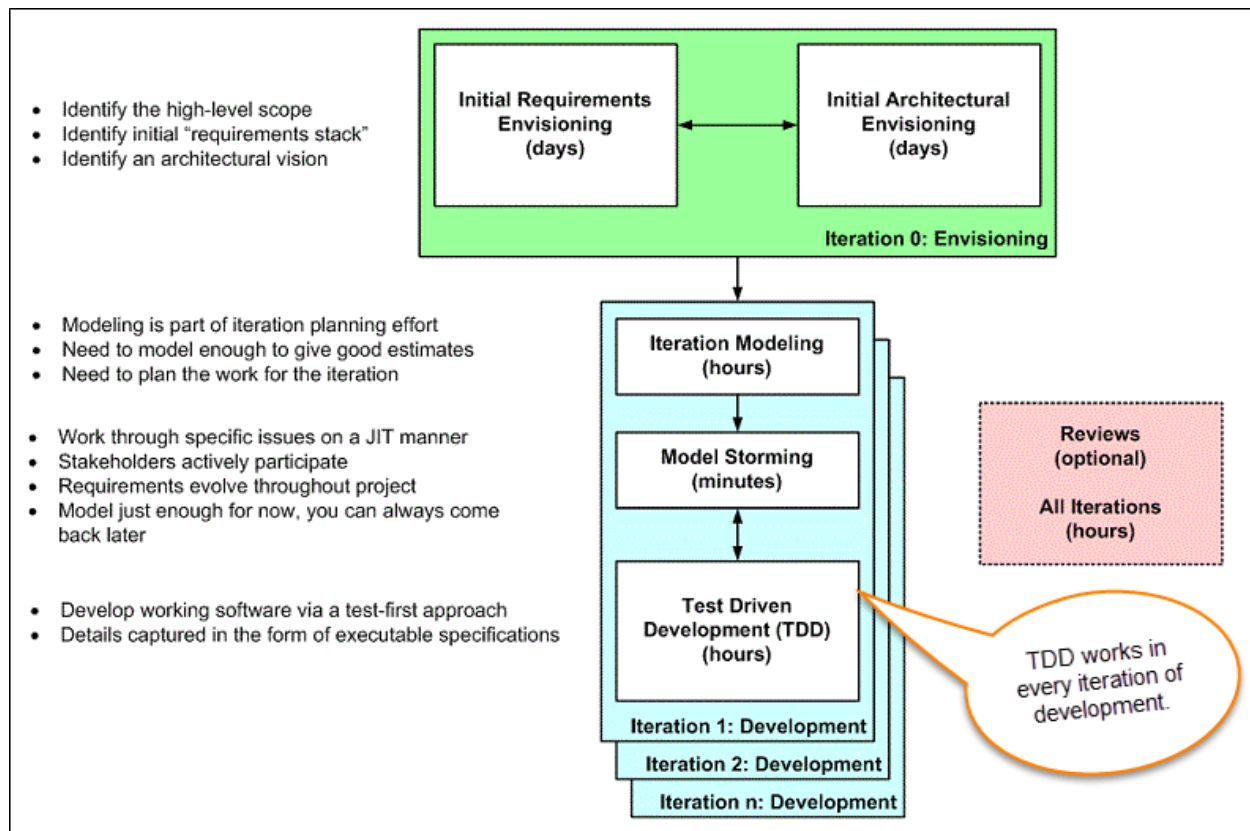 Initial Requirements
Envisioning
(days)
Initial Architectural
Envisioning
(days)
Iteration 0: Envisioning
• Identify the high-level scope
• Identify initial “requirements stack”
• Identify an architectural vision
Iteration Modeling
(hours)
• Modeling is part of iteration planning effort
• Need to model enough to give good estimates
• Need to plan the work for the iteration
Model Storming
(minutes)
• Work through specific issues on a JIT manner
• Stakeholders actively participate
• Requirements evolve throughout project
• Model just enough for now, you can always come
back later
Reviews
(optional)
All Iterations
(hours)
Test Driven
Development (TDD)
(hours)
• Develop working software via a test-first approach
• Details captured in the form of executable specifications
TDD works in
every iteration of
development.
Iteration 1: Development
Iteration 2: Development
Iteration n: Development